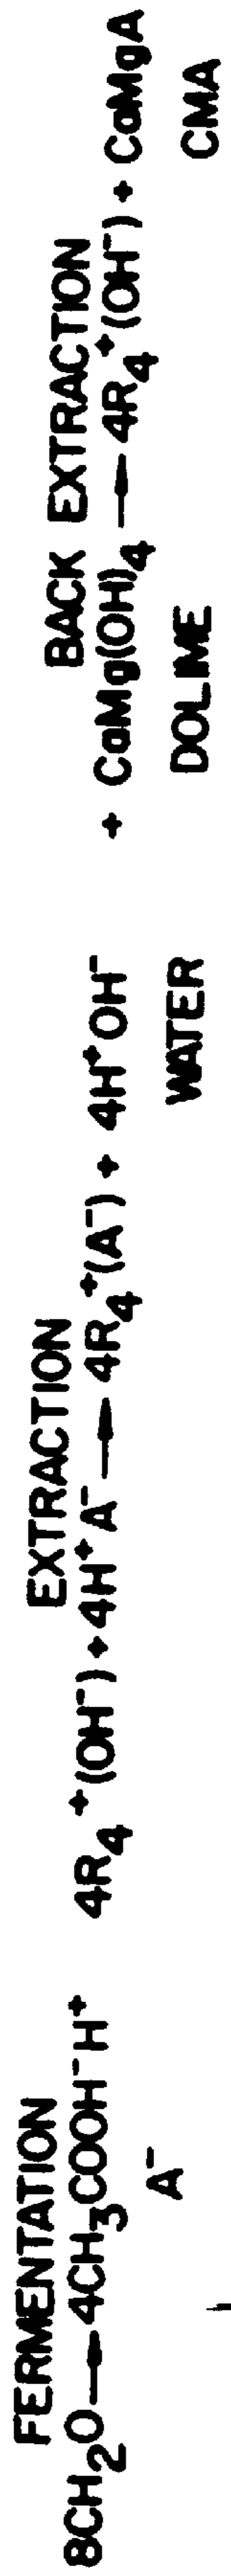 FERMENTATION
8CH₂O → 4CH₃COOH⁻H⁺
A⁻
EXTRACTION
4R₄⁺(OH⁻) + 4H⁺A⁻ → 4R₄⁺(A⁻) + 4H⁺OH⁻
WATER
BACK EXTRACTION
+ CaMg(OH)₄ → 4R₄⁺(OH⁻) + CaMgA
DOLIME CMA